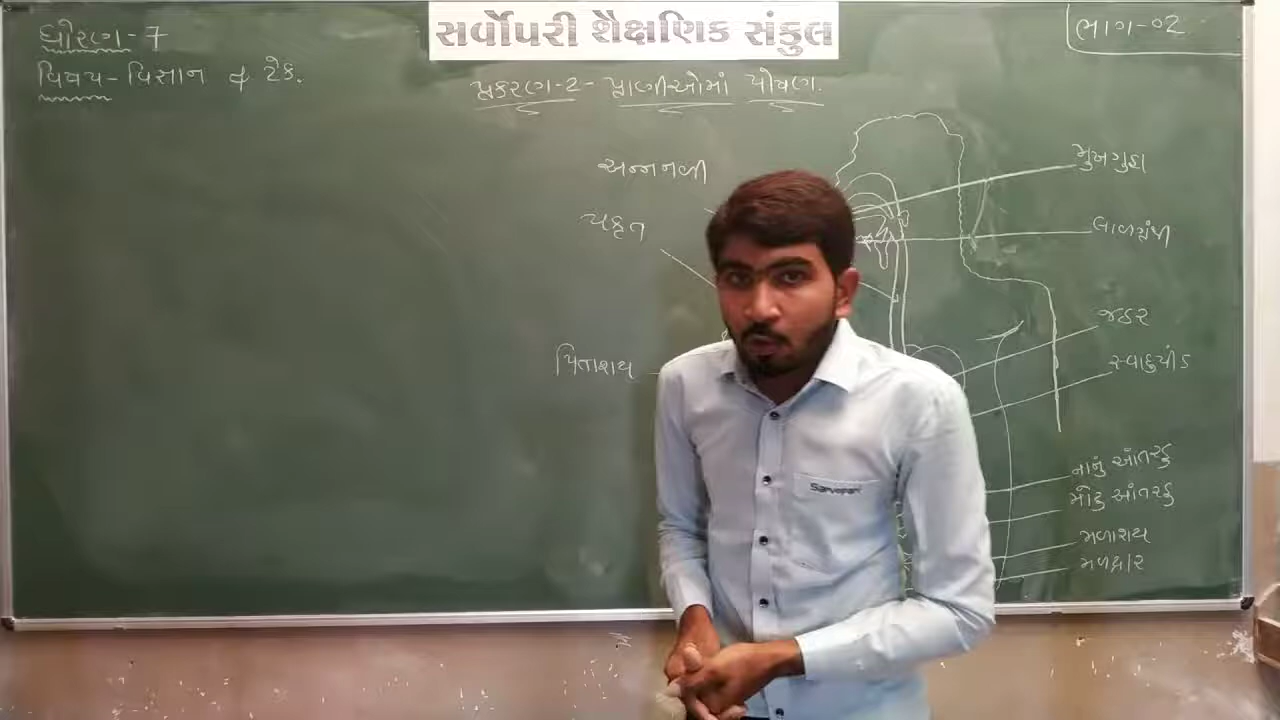 સર્વોપરી શૈક્ષણિક સંકુલ
ધોરણ-7
ભાગ-02
વિષય-વિજ્ઞાન & ટેક.
પ્રકરણ-2- પ્રાણીઓમાં પોષણ.
અન્નનળી
મુખગુહા
યકૃત
લાળગ્રંથી
જઠર
પિતાશય
સ્વાદુપીંડ
નાનું આંતરડુ
મોટુ આંતરડુ
મળાશય
મળદ્વાર
Sarvopari